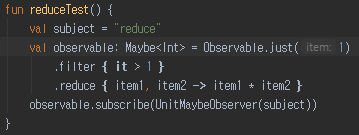 fun reduceTest() {
val subject = "reduce"
val observable: Maybe<Int> = Observable.just( item: 1)
.filter { it > 1 }
.reduce { item1, item2 -> item1 * item2 }
observable.subscribe(UnitMaybeObserver(subject))
}